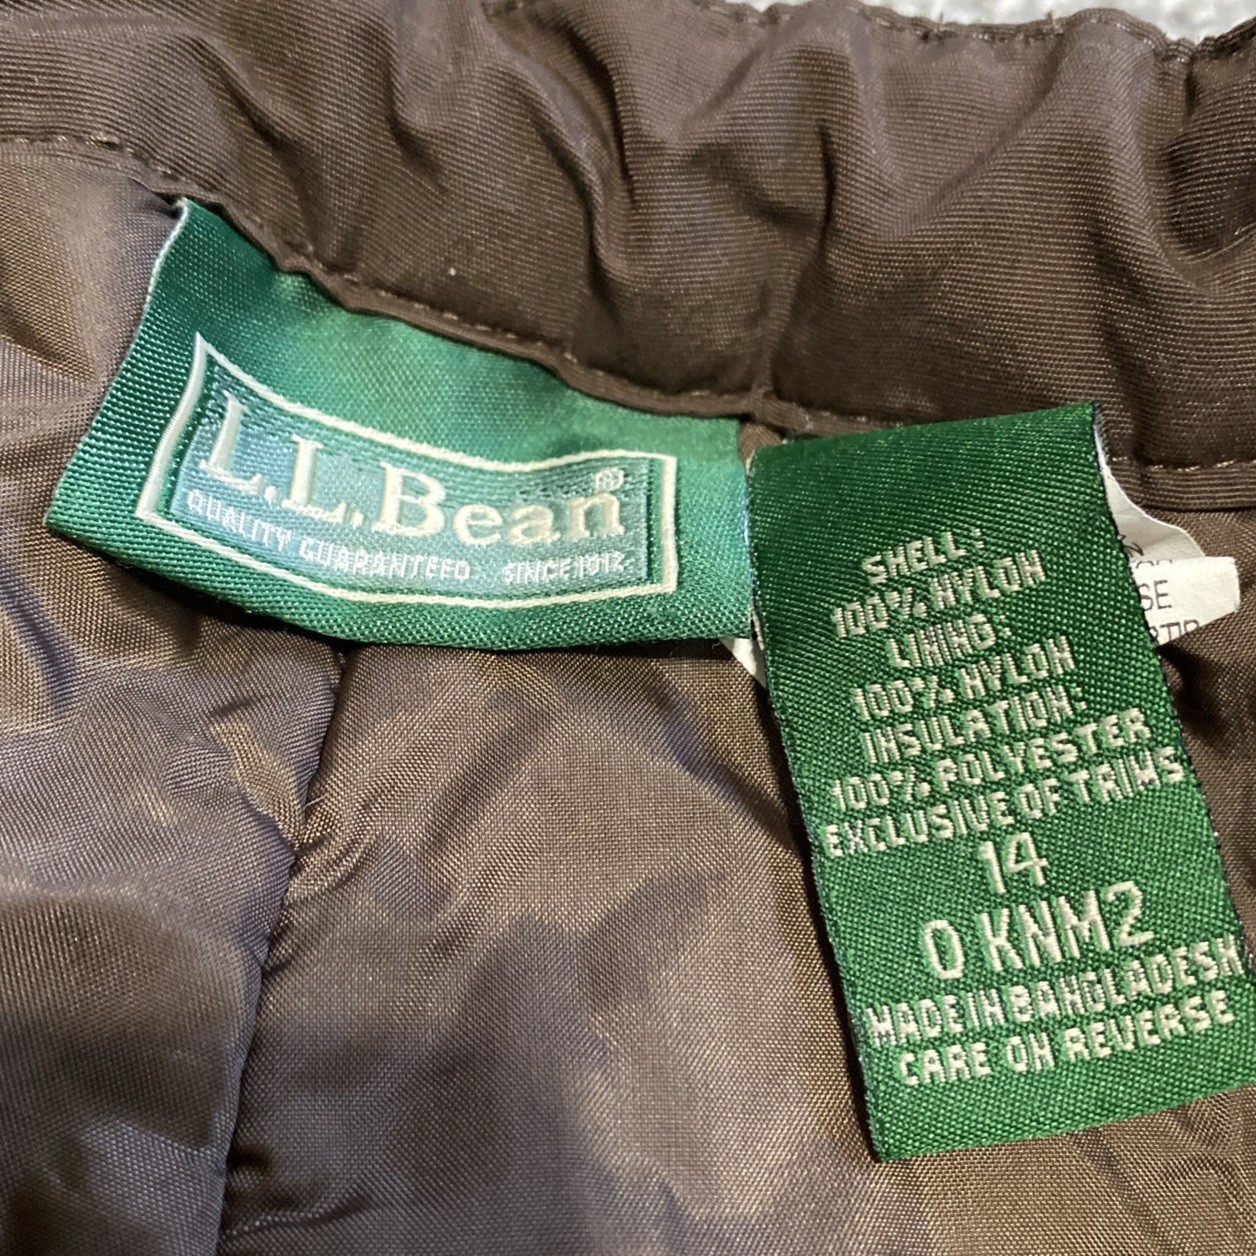 L.L.Bean®
QUALITY GUARANTEED SINCE 1912
SHELL:
100% NYLON
LINING:
100% NYLON
INSULATION:
100% POLYESTER
EXCLUSIVE OF TRIMS
14
0 KNM2
MADE IN BANGLADESH
CARE ON REVERSE
SE